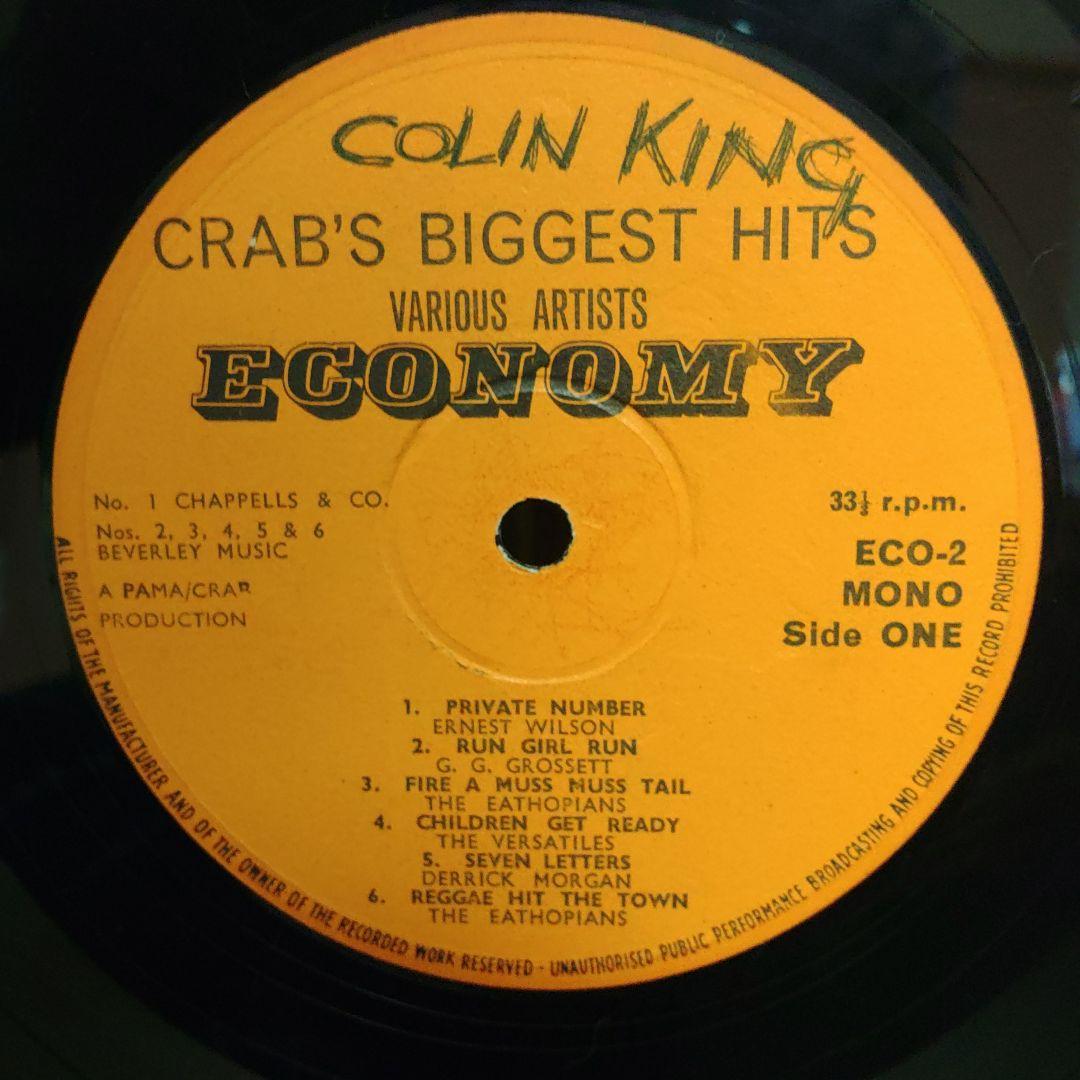 COLIN KING
CRAB'S BIGGEST HITS
VARIOUS ARTISTS
ECONOMY
No. 1 CHAPPELLS & CO.
Nos. 2, 3, 4, 5 & 6
BEVERLEY MUSIC
A PAMA/CRAB
PRODUCTION
33⅓ r.p.m.
ECO-2
MONO
Side ONE
1. PRIVATE NUMBER
ERNEST WILSON
2. RUN GIRL RUN
G. G. GROSSETT
3. FIRE A MUSS MUSS TAIL
THE EATHOPIANS
4. CHILDREN GET READY
THE VERSATILES
5. SEVEN LETTERS
DERRICK MORGAN
6. REGGAE HIT THE TOWN
THE EATHOPIANS
ALL RIGHTS OF THE MANUFACTURER AND OF THE OWNER OF THE RECORDED WORK RESERVED - UNAUTHORISED PUBLIC PERFORMANCE BROADCASTING AND COPYING OF THIS RECORD PROHIBITED